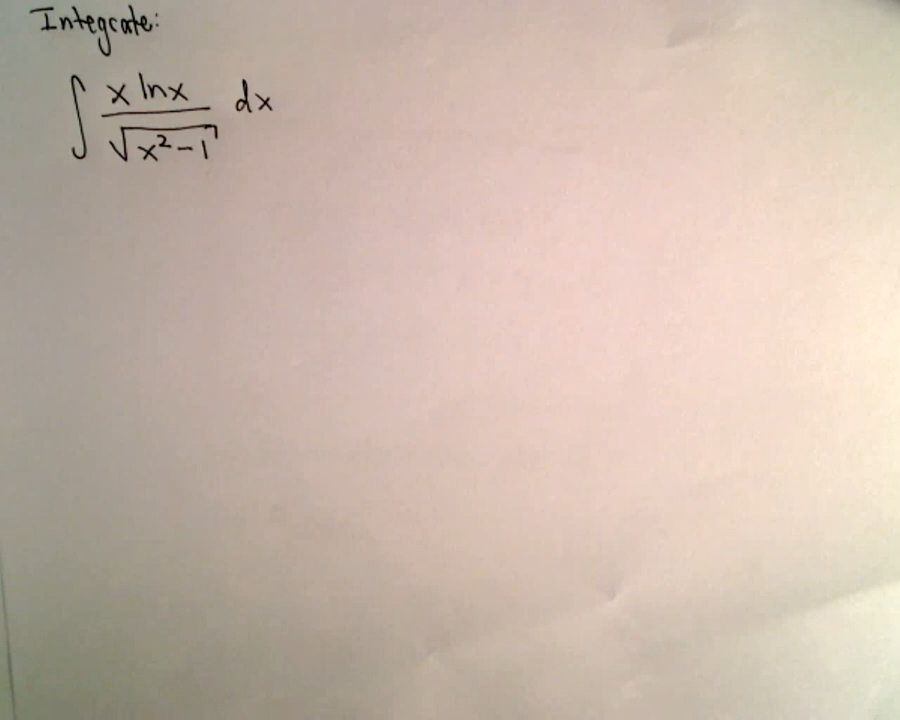 Integrate:
∫ x ln x / √(x² - 1) dx